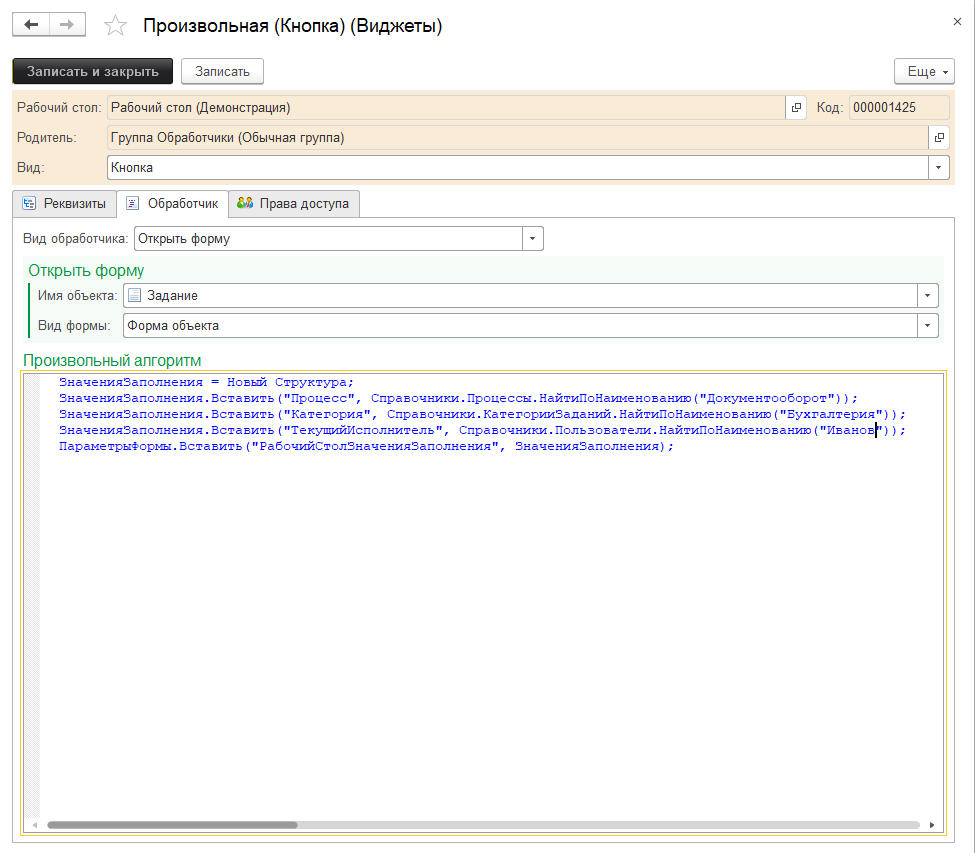 Произвольная (Кнопка) (Виджеты)
Записать и закрыть Записать Еще
Рабочий стол: Рабочий стол (Демонстрация) Код: 000001425
Родитель: Группа Обработчики (Обычная группа)
Вид: Кнопка
Реквизиты Обработчик Права доступа
Вид обработчика: Открыть форму
Открыть форму
Имя объекта: Задание
Вид формы: Форма объекта
Произвольный алгоритм
ЗначенияЗаполнения = Новый Структура;
ЗначенияЗаполнения.Вставить("Процесс", Справочники.Процессы.НайтиПоНаименованию("Документооборот"));
ЗначенияЗаполнения.Вставить("Категория", Справочники.КатегорииЗаданий.НайтиПоНаименованию("Бухгалтерия"));
ЗначенияЗаполнения.Вставить("ТекущийИсполнитель", Справочники.Пользователи.НайтиПоНаименованию("Иванов"));
ПараметрыФормы.Вставить("РабочийСтолЗначенияЗаполнения", ЗначенияЗаполнения);